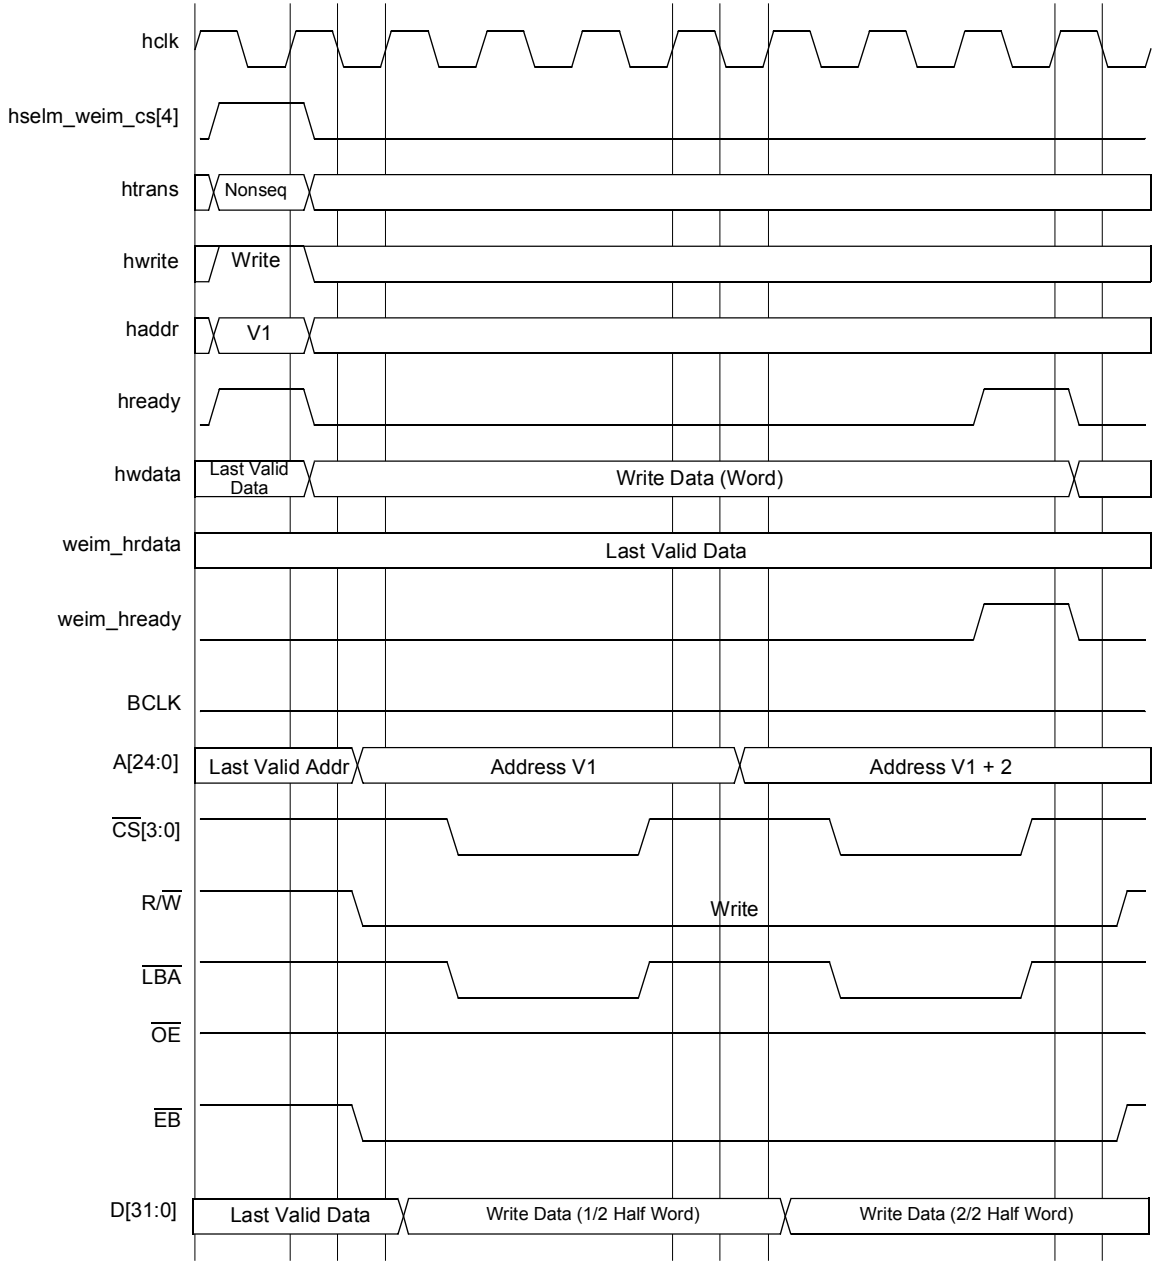 hclk
hselm_weim_cs[4]
htrans Nonseq
hwrite Write
haddr V1
hready
hwdata Last Valid Data Write Data (Word)
weim_hrdata Last Valid Data
weim_hready
BCLK
A[24:0] Last Valid Addr Address V1 Address V1 + 2
CS[3:0]
R/W Write
LBA
OE
EB
D[31:0] Last Valid Data Write Data (1/2 Half Word) Write Data (2/2 Half Word)